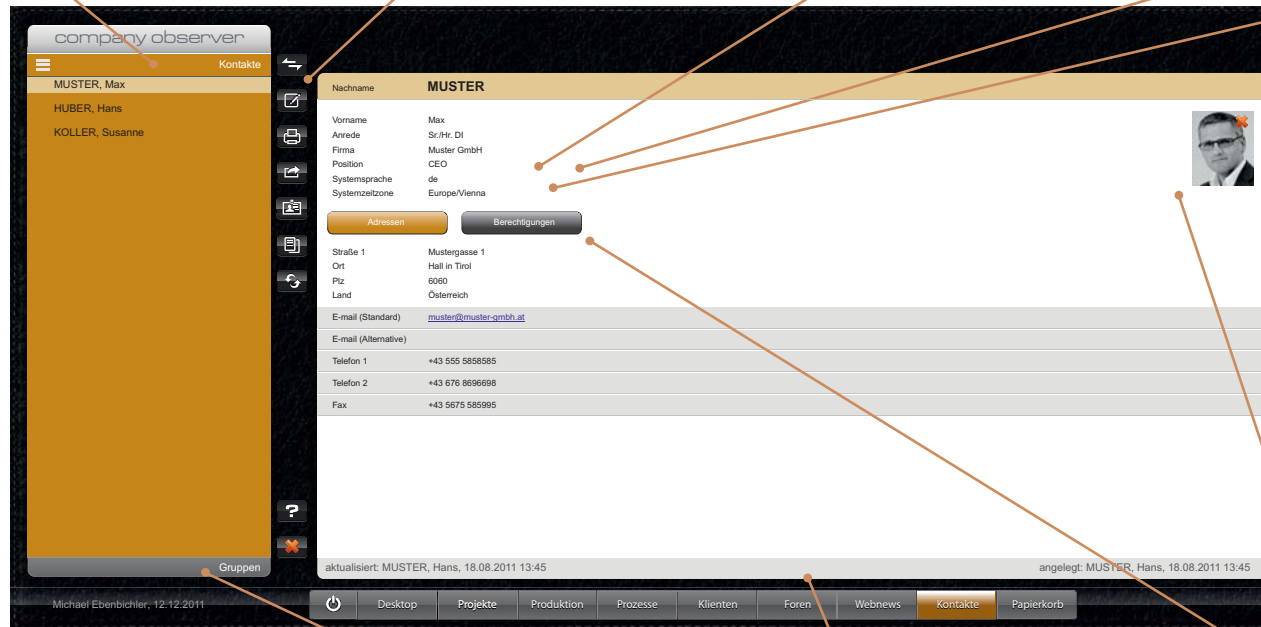 company observer
Kontakte
MUSTER, Max
HUBER, Hans
KOLLER, Susanne
Gruppen
?
Nachname MUSTER
Vorname Max
Anrede Sr./Hr. DI
Firma Muster GmbH
Position CEO
Systemsprache de
Systemzeitzone Europe/Vienna
Adressen Berechtigungen
Straße 1 Mustergasse 1
Ort Hall in Tirol
Plz 6060
Land Österreich
E-mail (Standard) muster@muster-gmbh.at
E-mail (Alternative)
Telefon 1 +43 555 5858585
Telefon 2 +43 676 8696698
Fax +43 5675 585995
aktualisiert: MUSTER, Hans, 18.08.2011 13:45 angelegt: MUSTER, Hans, 18.08.2011 13:45
Michael Ebenbichler, 12.12.2011 Desktop Projekte Produktion Prozesse Klienten Foren Webnews Kontakte Papierkorb